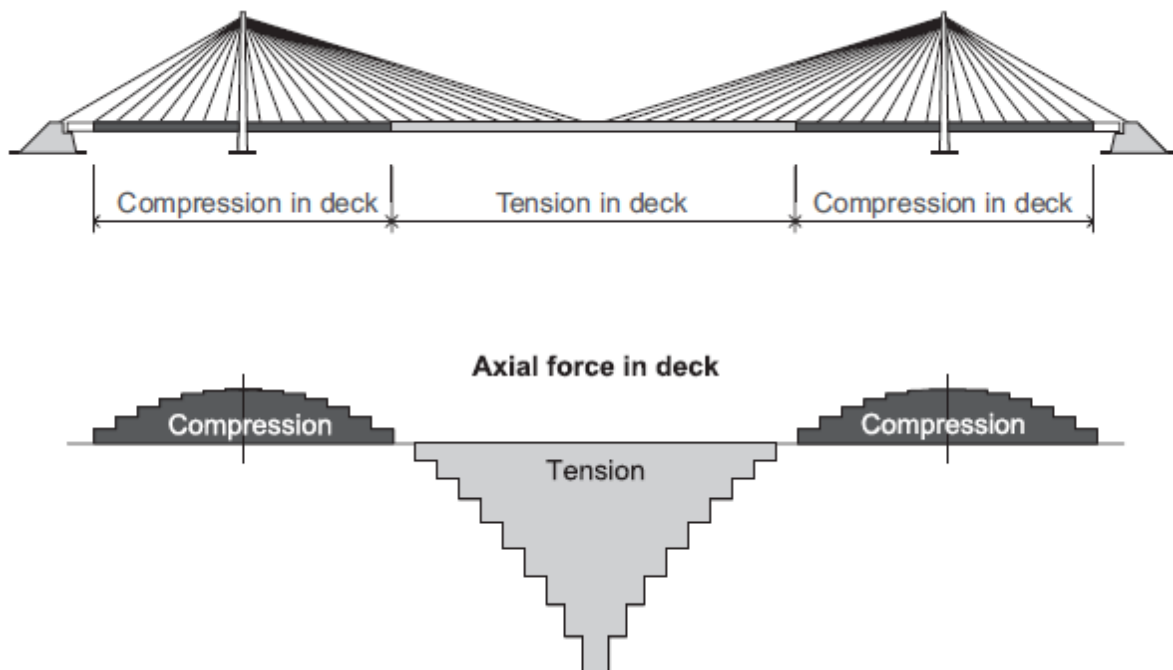 Compression in deck
Tension in deck
Compression in deck
Axial force in deck
Compression
Tension
Compression